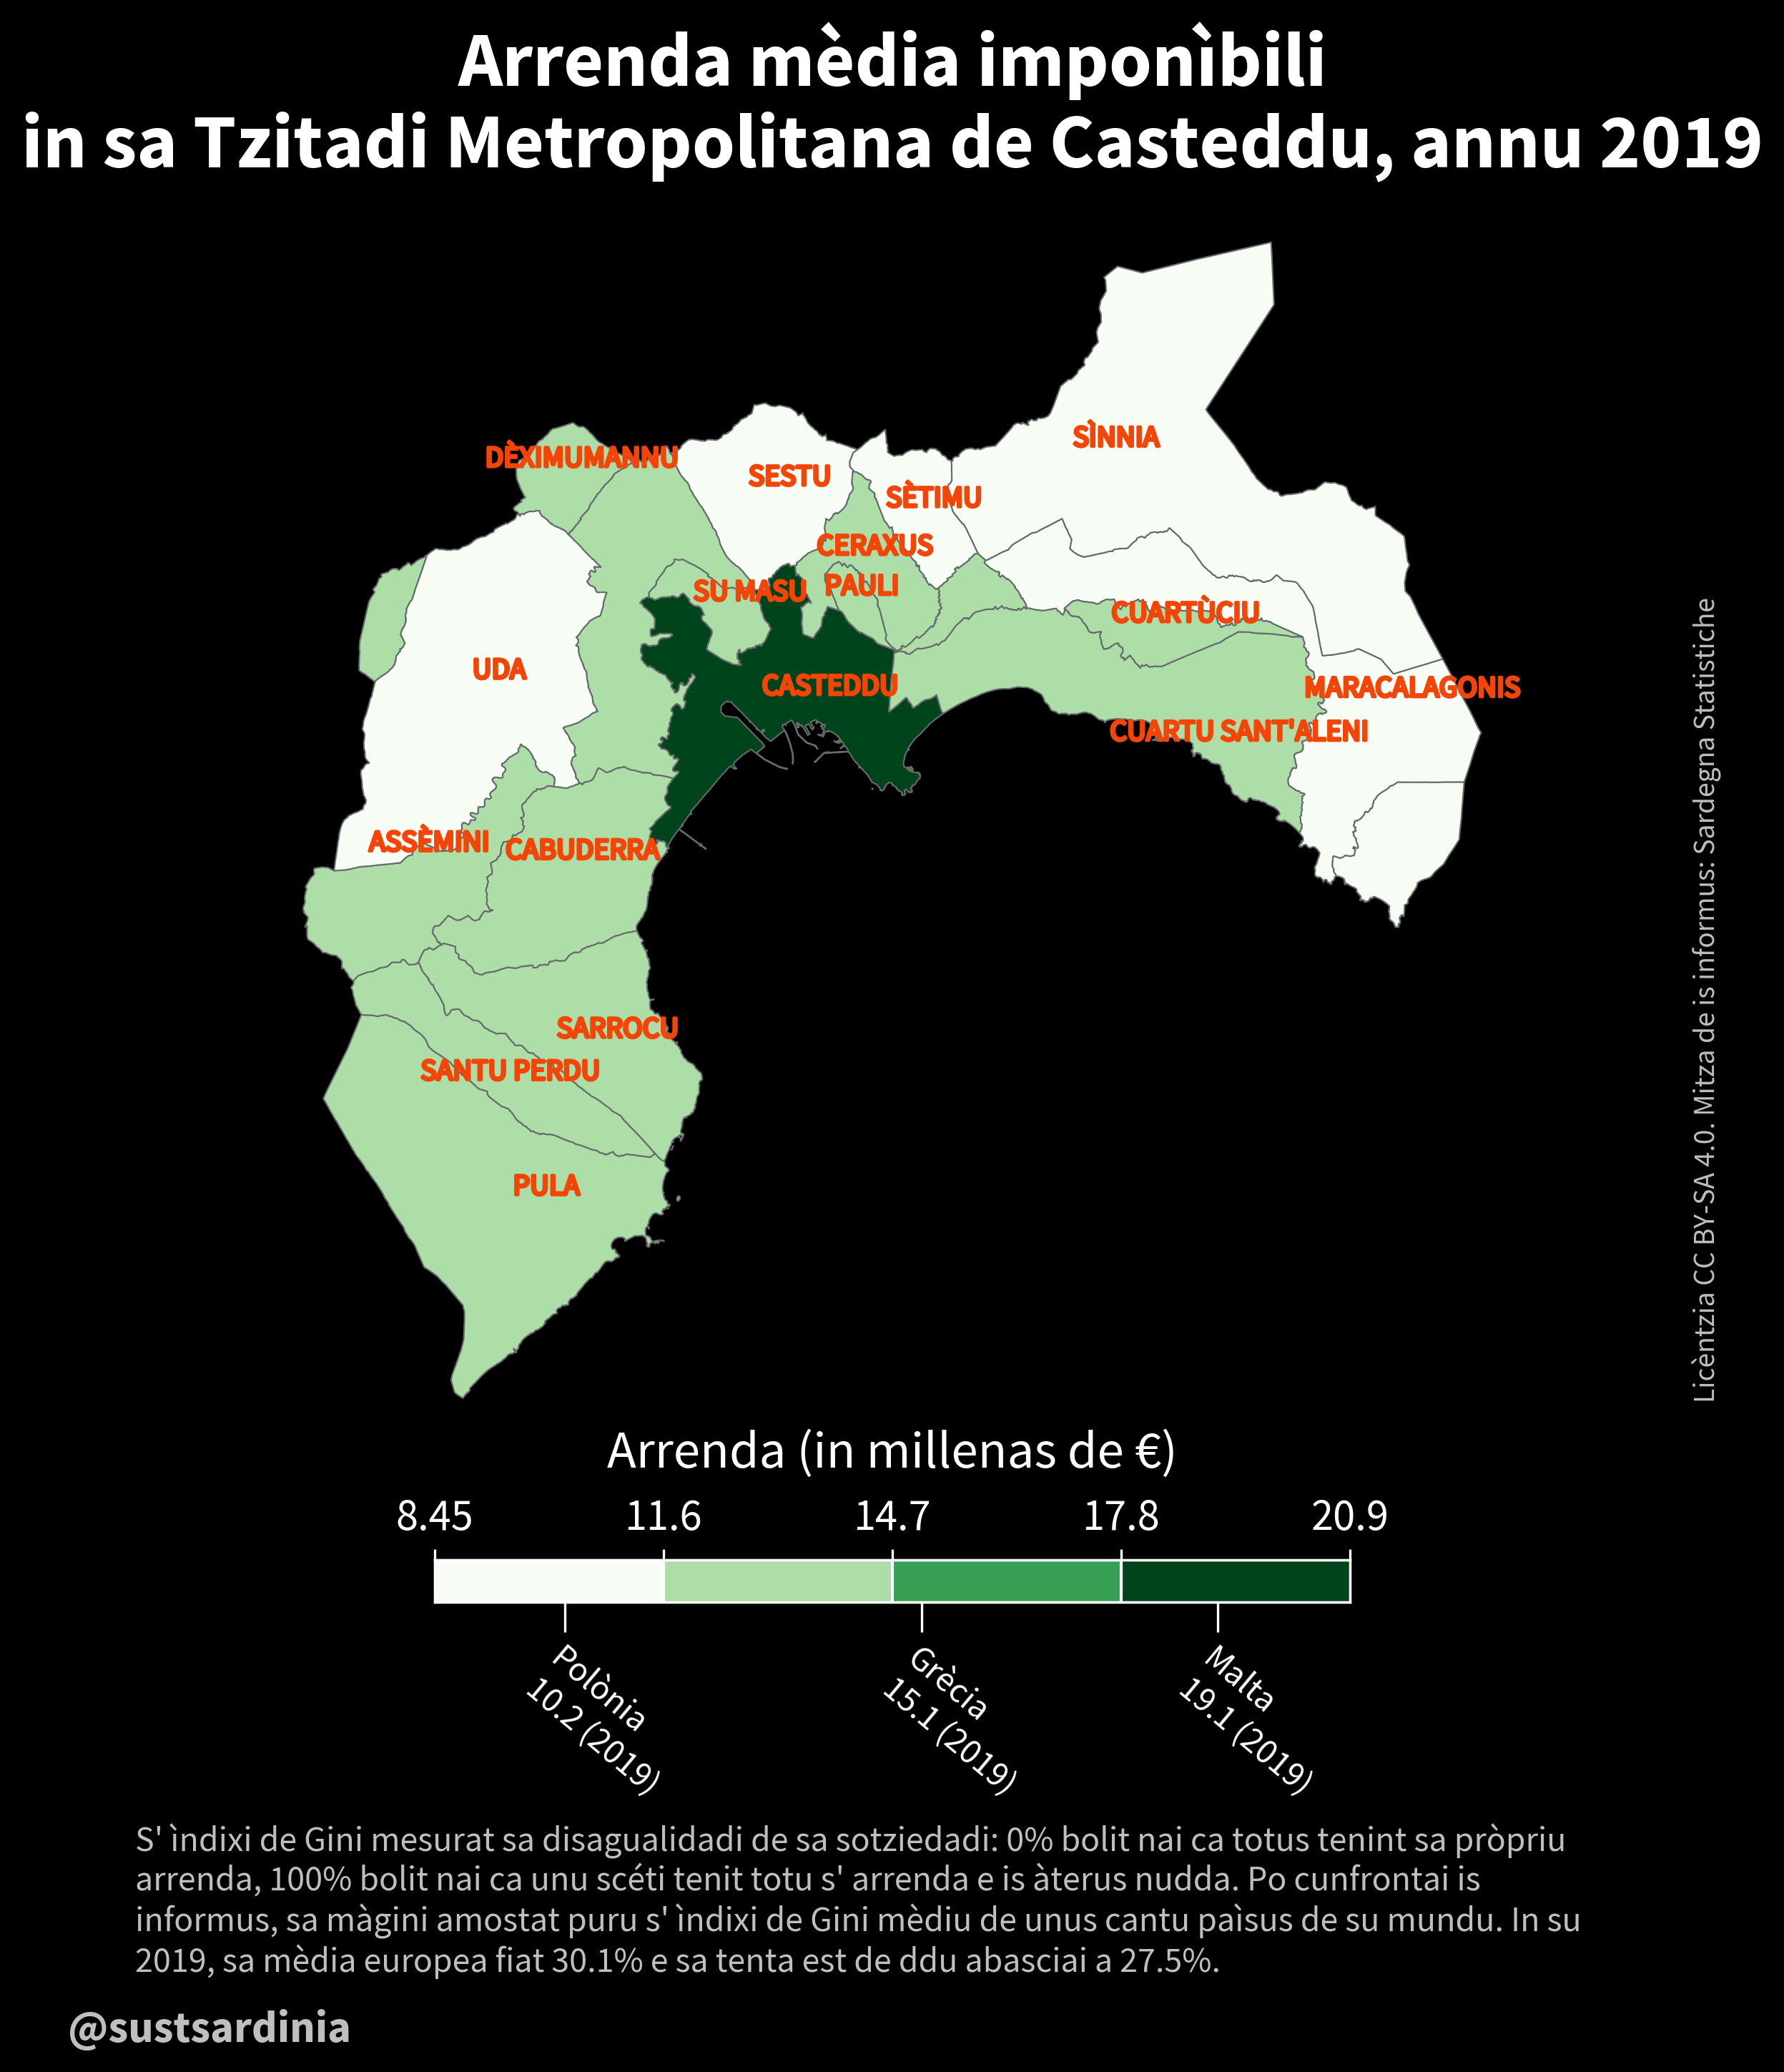 Arrenda mèdia imponìbili
in sa Tzitadi Metropolitana de Casteddu, annu 2019
SÌNNIA
DÈXIMUMANNU
SESTU
SÈTIMU
CERAXUS
PAULI
SU MASU
CUARTÙCIU
UDA
CASTEDDU
MARACALAGONIS
CUARTU SANT'ALENI
ASSÈMINI
CABUDERRA
SARROCU
SANTU PERDU
PULA
Licèntzia CC BY-SA 4.0. Mitza de is informus: Sardegna Statistiche
Arrenda (in millenas de €)
8.45 11.6 14.7 17.8 20.9
Polònia
10.2 (2019)
Grècia
15.1 (2019)
Malta
19.1 (2019)
S' ìndixi de Gini mesurat sa disagualidadi de sa sotziedadi: 0% bolit nai ca totus tenint sa pròpriu
arrenda, 100% bolit nai ca unu scéti tenit totu s' arrenda e is àterus nudda. Po cunfrontai is
informus, sa màgini amostat puru s' ìndixi de Gini mèdiu de unus cantu paìsus de su mundu. In su
2019, sa mèdia europea fiat 30.1% e sa tenta est de ddu abasciai a 27.5%.
@sustsardinia